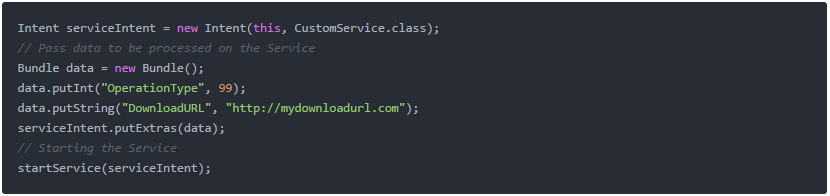 Intent serviceIntent = new Intent(this, CustomService.class);
// Pass data to be processed on the Service
Bundle data = new Bundle();
data.putInt("OperationType", 99);
data.putString("DownloadURL", "http://mydownloadurl.com");
serviceIntent.putExtras(data);
// Starting the Service
startService(serviceIntent);